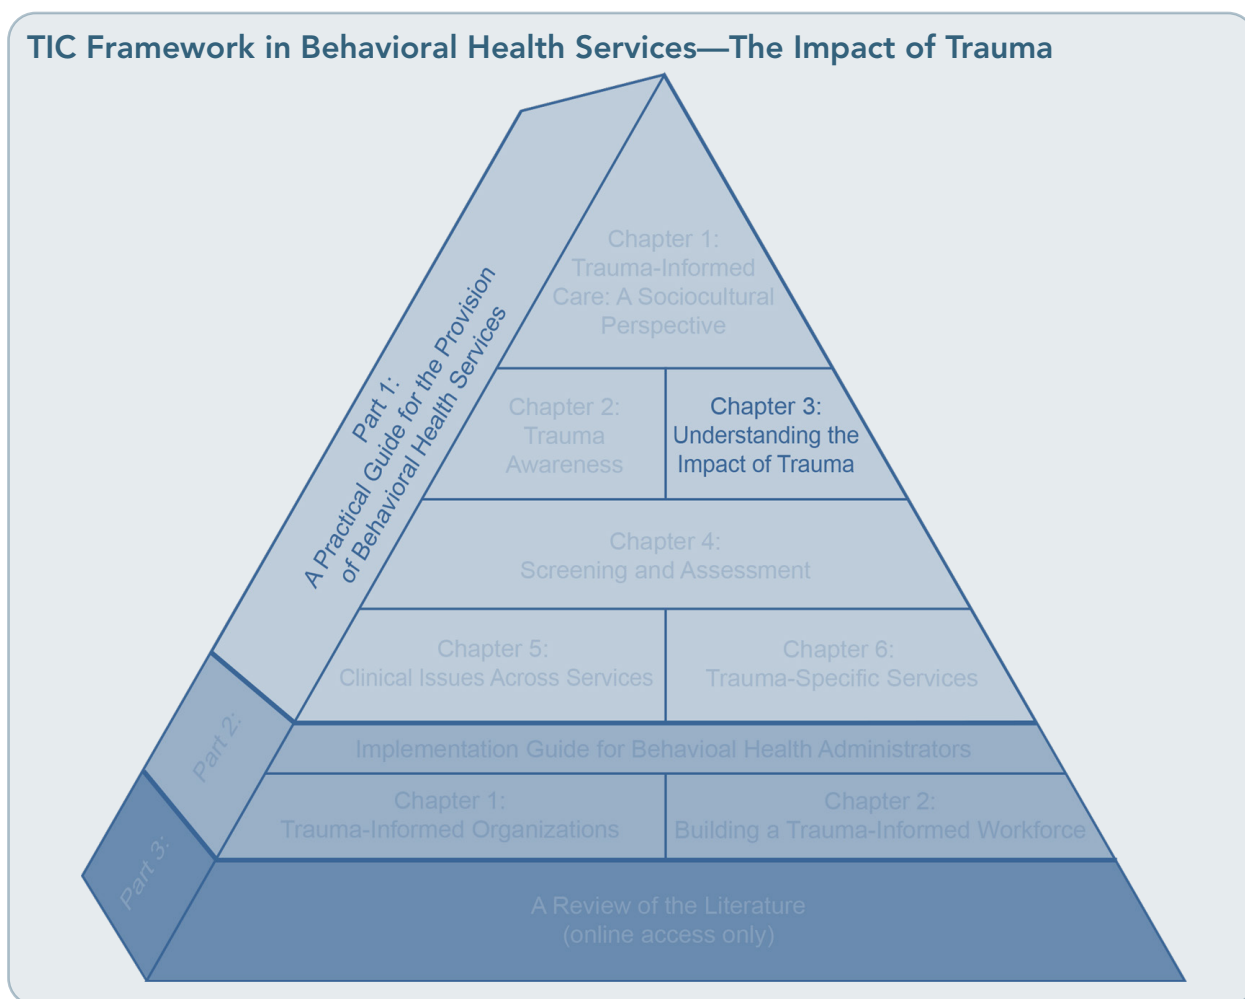 TIC Framework in Behavioral Health Services—The Impact of Trauma
Part 1:
A Practical Guide for the Provision
of Behavioral Health Services
Chapter 1:
Trauma-Informed
Care: A Sociocultural
Perspective
Chapter 2:
Trauma
Awareness
Chapter 3:
Understanding the
Impact of Trauma
Chapter 4:
Screening and Assessment
Chapter 5:
Clinical Issues Across Services
Chapter 6:
Trauma-Specific Services
Part 2:
Implementation Guide for Behavioal Health Administrators
Chapter 1:
Trauma-Informed Organizations
Chapter 2:
Building a Trauma-Informed Workforce
Part 3:
A Review of the Literature
(online access only)